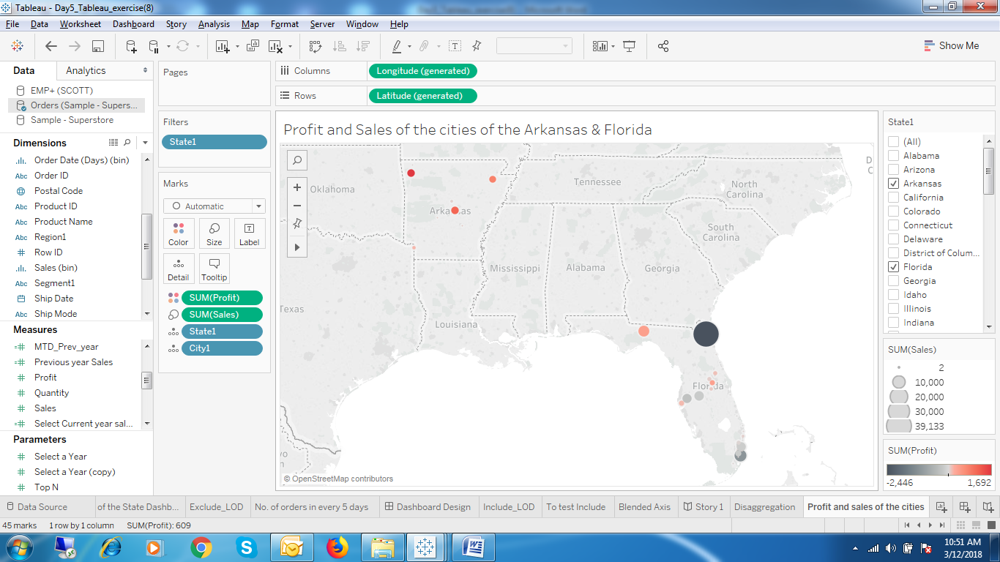 Tableau - Day5_Tableau_exercise(8)
File Data Worksheet Dashboard Story Analysis Map Format Server Window Help
Show Me
Data Analytics
EMP+ (SCOTT)
Orders (Sample - Supers...
Sample - Superstore
Dimensions
Order Date (Days) (bin)
Abc Order ID
Postal Code
Abc Product ID
Abc Product Name
Abc Region1
# Row ID
Sales (bin)
Abc Segment1
Ship Date
Abc Ship Mode
Measures
=# MTD_Prev_year
=# Previous year Sales
# Profit
# Quantity
# Sales
=# Select Current year sal...
Parameters
# Select a Year
# Select a Year (copy)
# Top N
Pages
Filters
State1
Marks
Automatic
Color Size Label
Detail Tooltip
SUM(Profit)
SUM(Sales)
State1
City1
Columns Longitude (generated)
Rows Latitude (generated)
Profit and Sales of the cities of the Arkansas & Florida
D
C
Oklahoma
Tennessee
North
Carolina
Arkansas
South
Carolina
Mississippi
Alabama
Georgia
Texas
Louisiana
Florida
© OpenStreetMap contributors
State1
(All)
Alabama
Arizona
Arkansas
California
Colorado
Connecticut
Delaware
District of Colum...
Florida
Georgia
Idaho
Illinois
Indiana
SUM(Sales)
2
10,000
20,000
30,000
39,133
SUM(Profit)
-2,446 1,692
Data Source
of the State Dashb...
Exclude_LOD
No. of orders in every 5 days
Dashboard Design
Include_LOD
To test Include
Blended Axis
Story 1
Disaggregation
Profit and sales of the cities
45 marks 1 row by 1 column SUM(Profit): 609
10:51 AM
3/12/2018